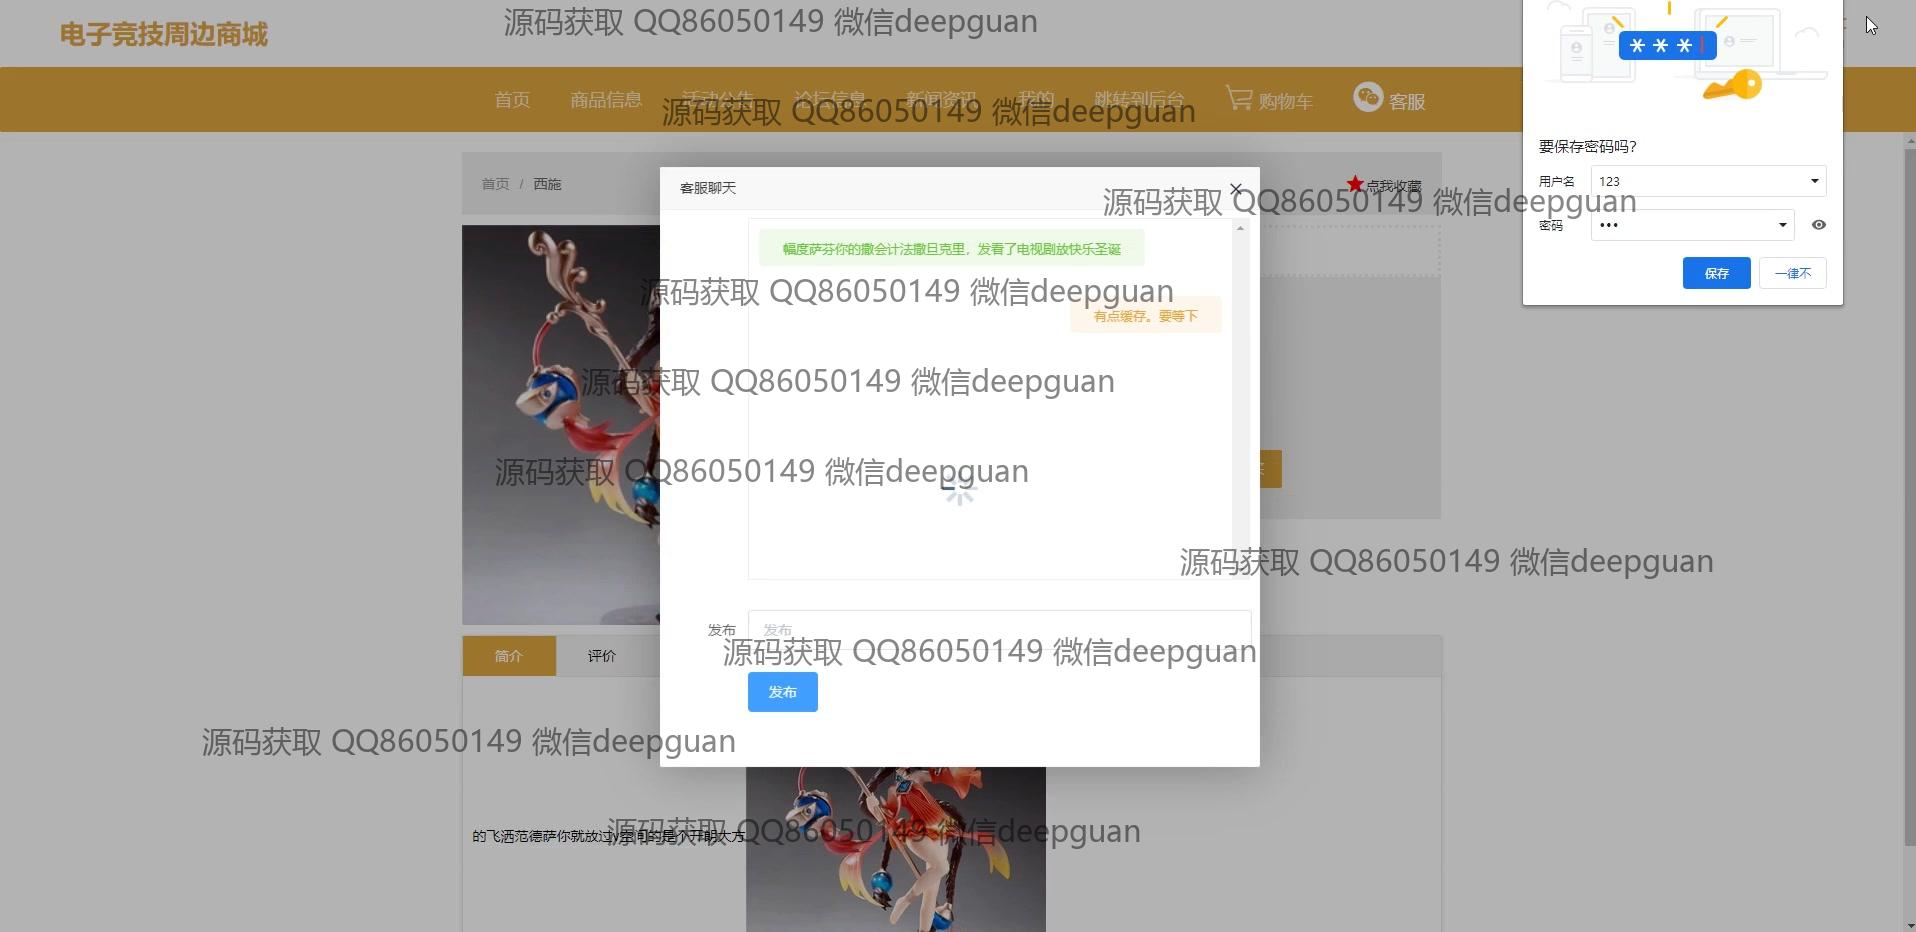 电子竞技周边商城
源码获取 QQ86050149 微信deepguan
首页 商品信息 活动公告 论坛信息 新闻资讯 我的 跳转到后台 购物车 客服
源码获取 QQ86050149 微信deepguan
***
要保存密码吗?
用户名 123
密码 •••
保存 一律不
首页 / 西施
点我收藏
客服聊天
源码获取 QQ86050149 微信deepguan
幅度萨芬你的撒会计法撒旦克里，发看了电视剧放快乐圣诞
源码获取 QQ86050149 微信deepguan
有点缓存。要等下
源码获取 QQ86050149 微信deepguan
源码获取 QQ86050149 微信deepguan
源码获取 QQ86050149 微信deepguan
发布 发布
源码获取 QQ86050149 微信deepguan
简介 评价
发布
源码获取 QQ86050149 微信deepguan
源码获取 QQ86050149 微信deepguan
的飞洒范德萨你就放过y空间的是个开朗大方